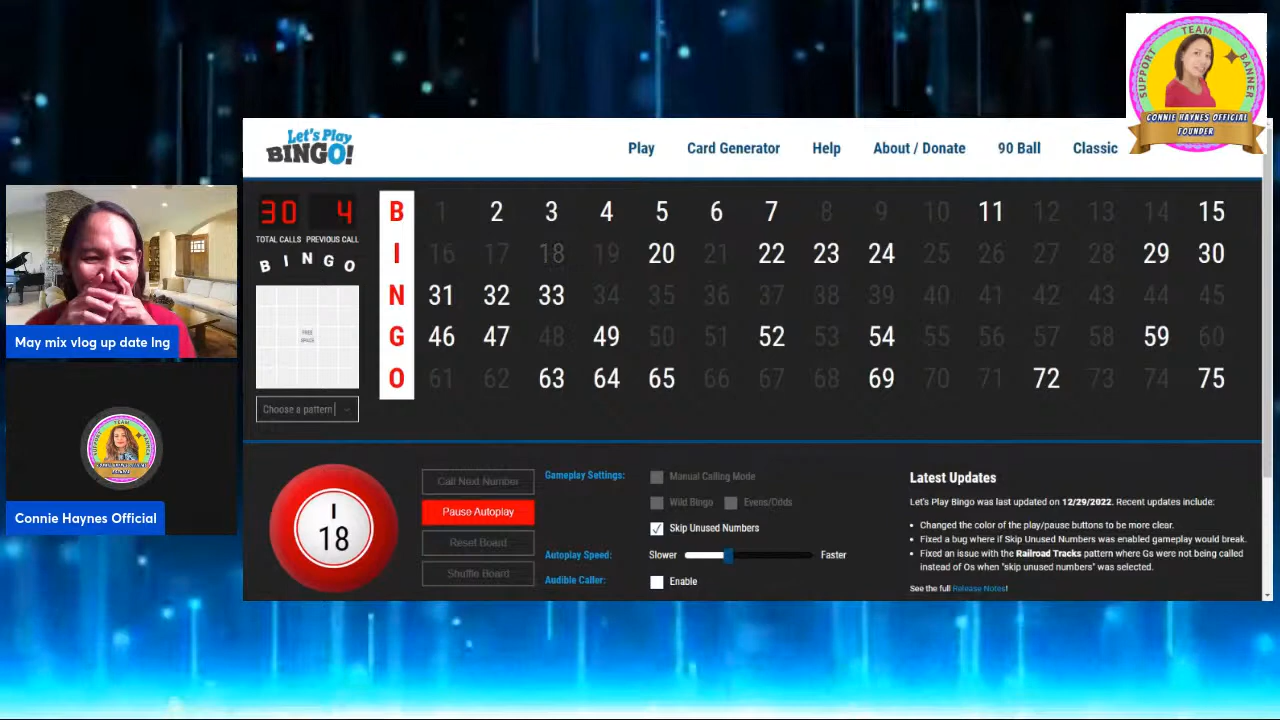 SUPPORT TEAM BANNER
CONNIE HAYNES OFFICIAL
FOUNDER
Let's Play
BINGO!
Play Card Generator Help About / Donate 90 Ball Classic
30 4
TOTAL CALLS PREVIOUS CALL
BINGO
FREE
SPACE
Choose a pattern
B 1 2 3 4 5 6 7 8 9 10 11 12 13 14 15
I 16 17 18 19 20 21 22 23 24 25 26 27 28 29 30
N 31 32 33 34 35 36 37 38 39 40 41 42 43 44 45
G 46 47 48 49 50 51 52 53 54 55 56 57 58 59 60
O 61 62 63 64 65 66 67 68 69 70 71 72 73 74 75
May mix vlog up date lng
SUPPORT TEAM BANNER
Connie Haynes Official
I
18
Call Next Number
Pause Autoplay
Reset Board
Shuffle Board
Gameplay Settings:
Manual Calling Mode
Wild Bingo Evens/Odds
Skip Unused Numbers
Autoplay Speed: Slower Faster
Audible Caller: Enable
Latest Updates
Let's Play Bingo was last updated on 12/29/2022. Recent updates include:
• Changed the color of the play/pause buttons to be more clear.
• Fixed a bug where if Skip Unused Numbers was enabled gameplay would break.
• Fixed an issue with the Railroad Tracks pattern where Gs were not being called
instead of Os when "skip unused numbers" was selected.
See the full Release Notes!